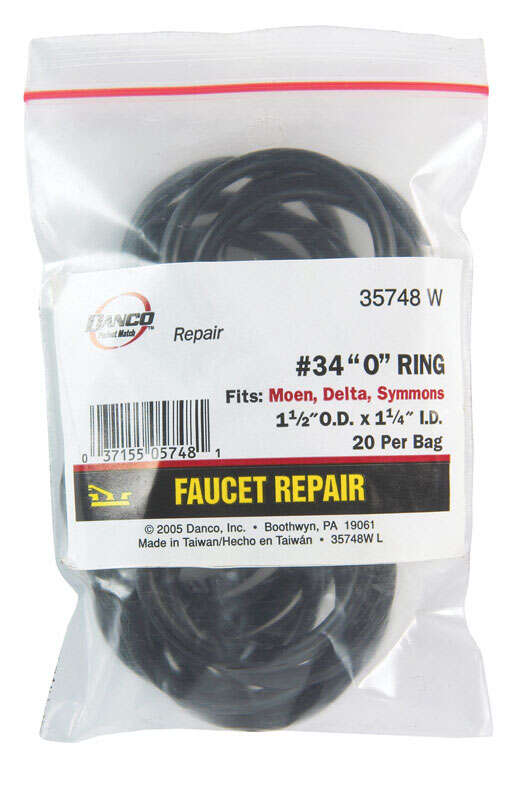 35748 W
DANCO™
Perfect Match
Repair
#34 "O" RING
Fits: Moen, Delta, Symmons
1½"O.D. x 1¼" I.D.
20 Per Bag
0 37155 05748 1
FAUCET REPAIR
© 2005 Danco, Inc. • Boothwyn, PA 19061
Made in Taiwan/Hecho en Taiwán • 35748W L